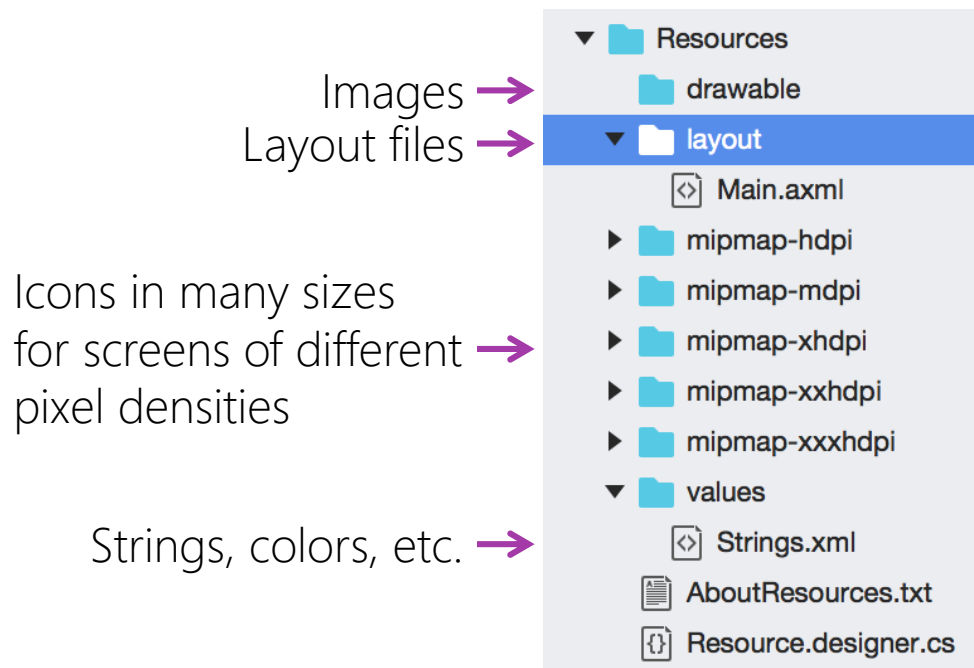 Resources
Images
drawable
Layout files
layout
Main.axml
mipmap-hdpi
mipmap-mdpi
Icons in many sizes
for screens of different
pixel densities
mipmap-xhdpi
mipmap-xxhdpi
mipmap-xxxhdpi
values
Strings, colors, etc.
Strings.xml
AboutResources.txt
Resource.designer.cs